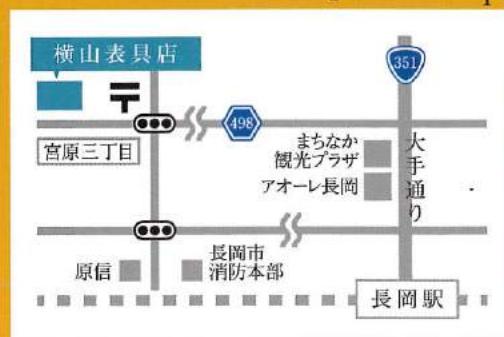 横山表具店
351
498
宮原三丁目
まちなか
観光プラザ
アオーレ長岡
大手通り
原信
長岡市
消防本部
長岡駅